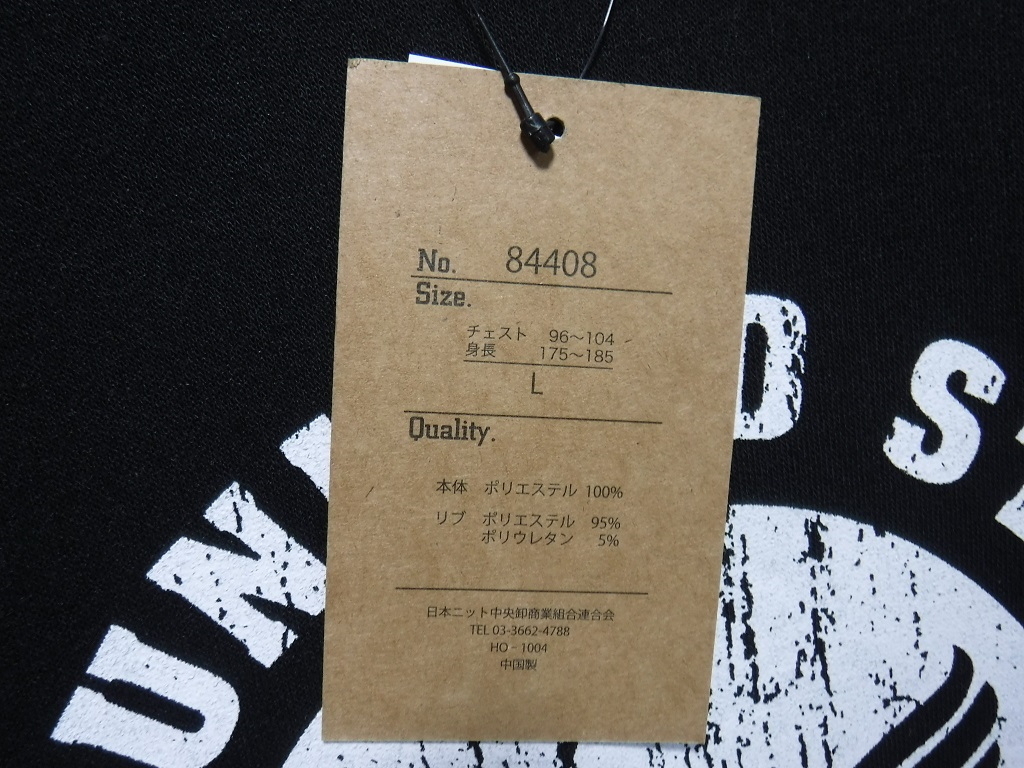 No. 84408
Size.
チェスト 96〜104
身長 175〜185
L
Quality.
本体 ポリエステル 100%
リブ ポリエステル 95%
ポリウレタン 5%
日本ニット中央卸商業組合連合会
TEL 03-3662-4788
HO - 1004
中国製
UNI
D S